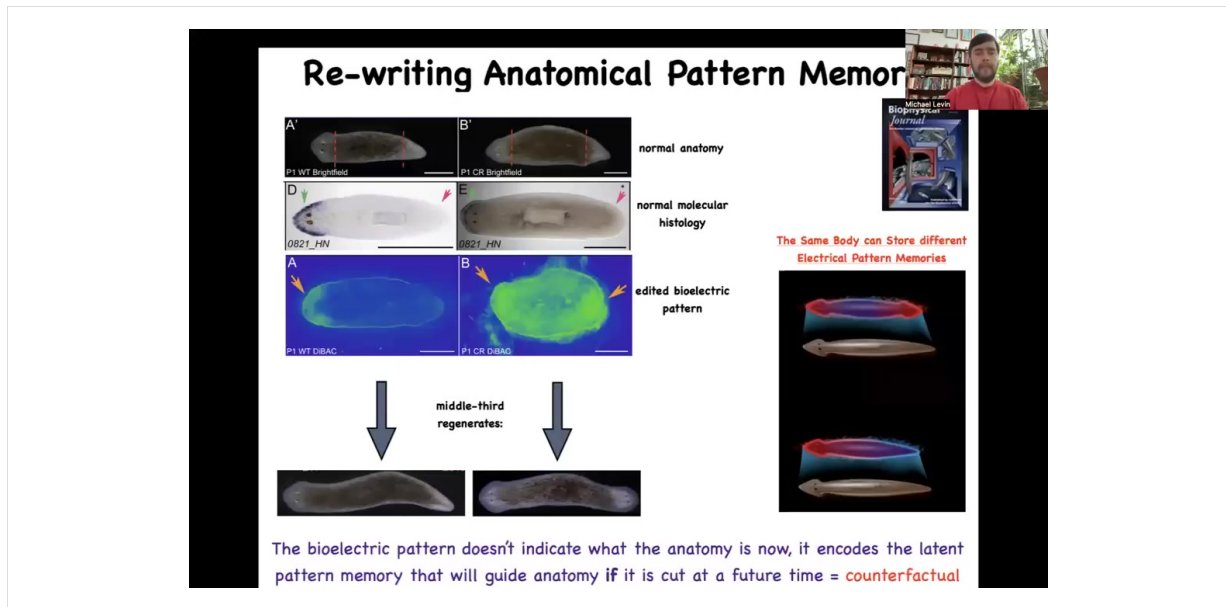 Re-writing Anatomical Pattern Memor
Michael Levin
Biophysical
Journal
A'
P1 WT Brightfield
B'
P1 CR Brightfield
normal anatomy
D
0821_HN
E
0821_HN
normal molecular
histology
The Same Body can Store different
Electrical Pattern Memories
A
P1 WT DiBAC
B
P1 CR DiBAC
edited bioelectric
pattern
middle-third
regenerates:
The bioelectric pattern doesn't indicate what the anatomy is now, it encodes the latent
pattern memory that will guide anatomy if it is cut at a future time = counterfactual